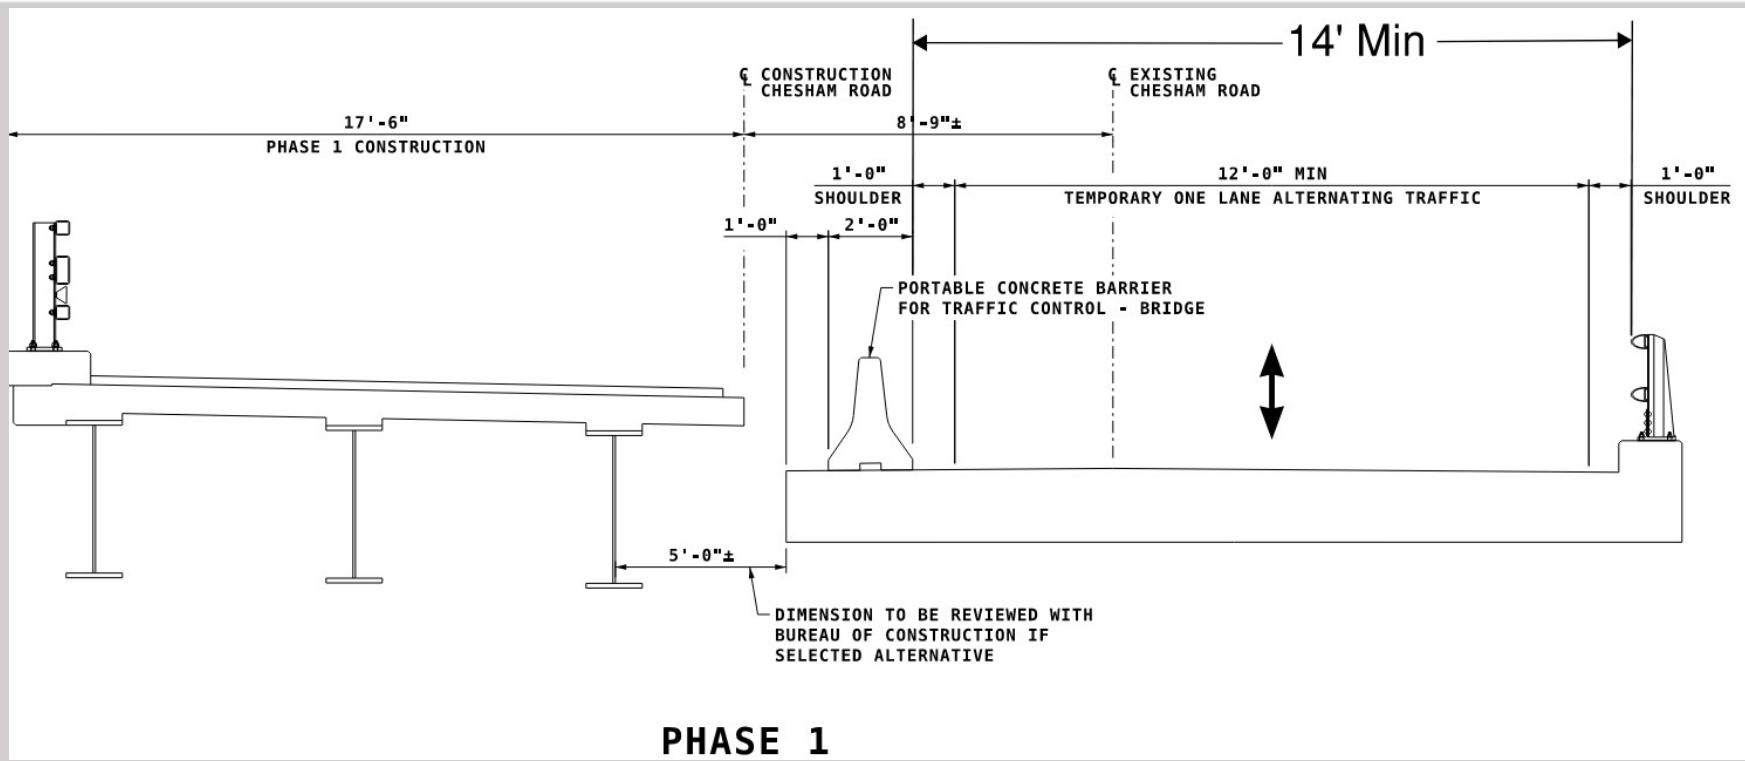 14' Min
℄ CONSTRUCTION
CHESHAM ROAD
℄ EXISTING
CHESHAM ROAD
17'-6"
PHASE 1 CONSTRUCTION
8'-9"±
1'-0"
SHOULDER
12'-0" MIN
TEMPORARY ONE LANE ALTERNATING TRAFFIC
1'-0"
SHOULDER
1'-0"
2'-0"
PORTABLE CONCRETE BARRIER
FOR TRAFFIC CONTROL - BRIDGE
5'-0"±
DIMENSION TO BE REVIEWED WITH
BUREAU OF CONSTRUCTION IF
SELECTED ALTERNATIVE
PHASE 1